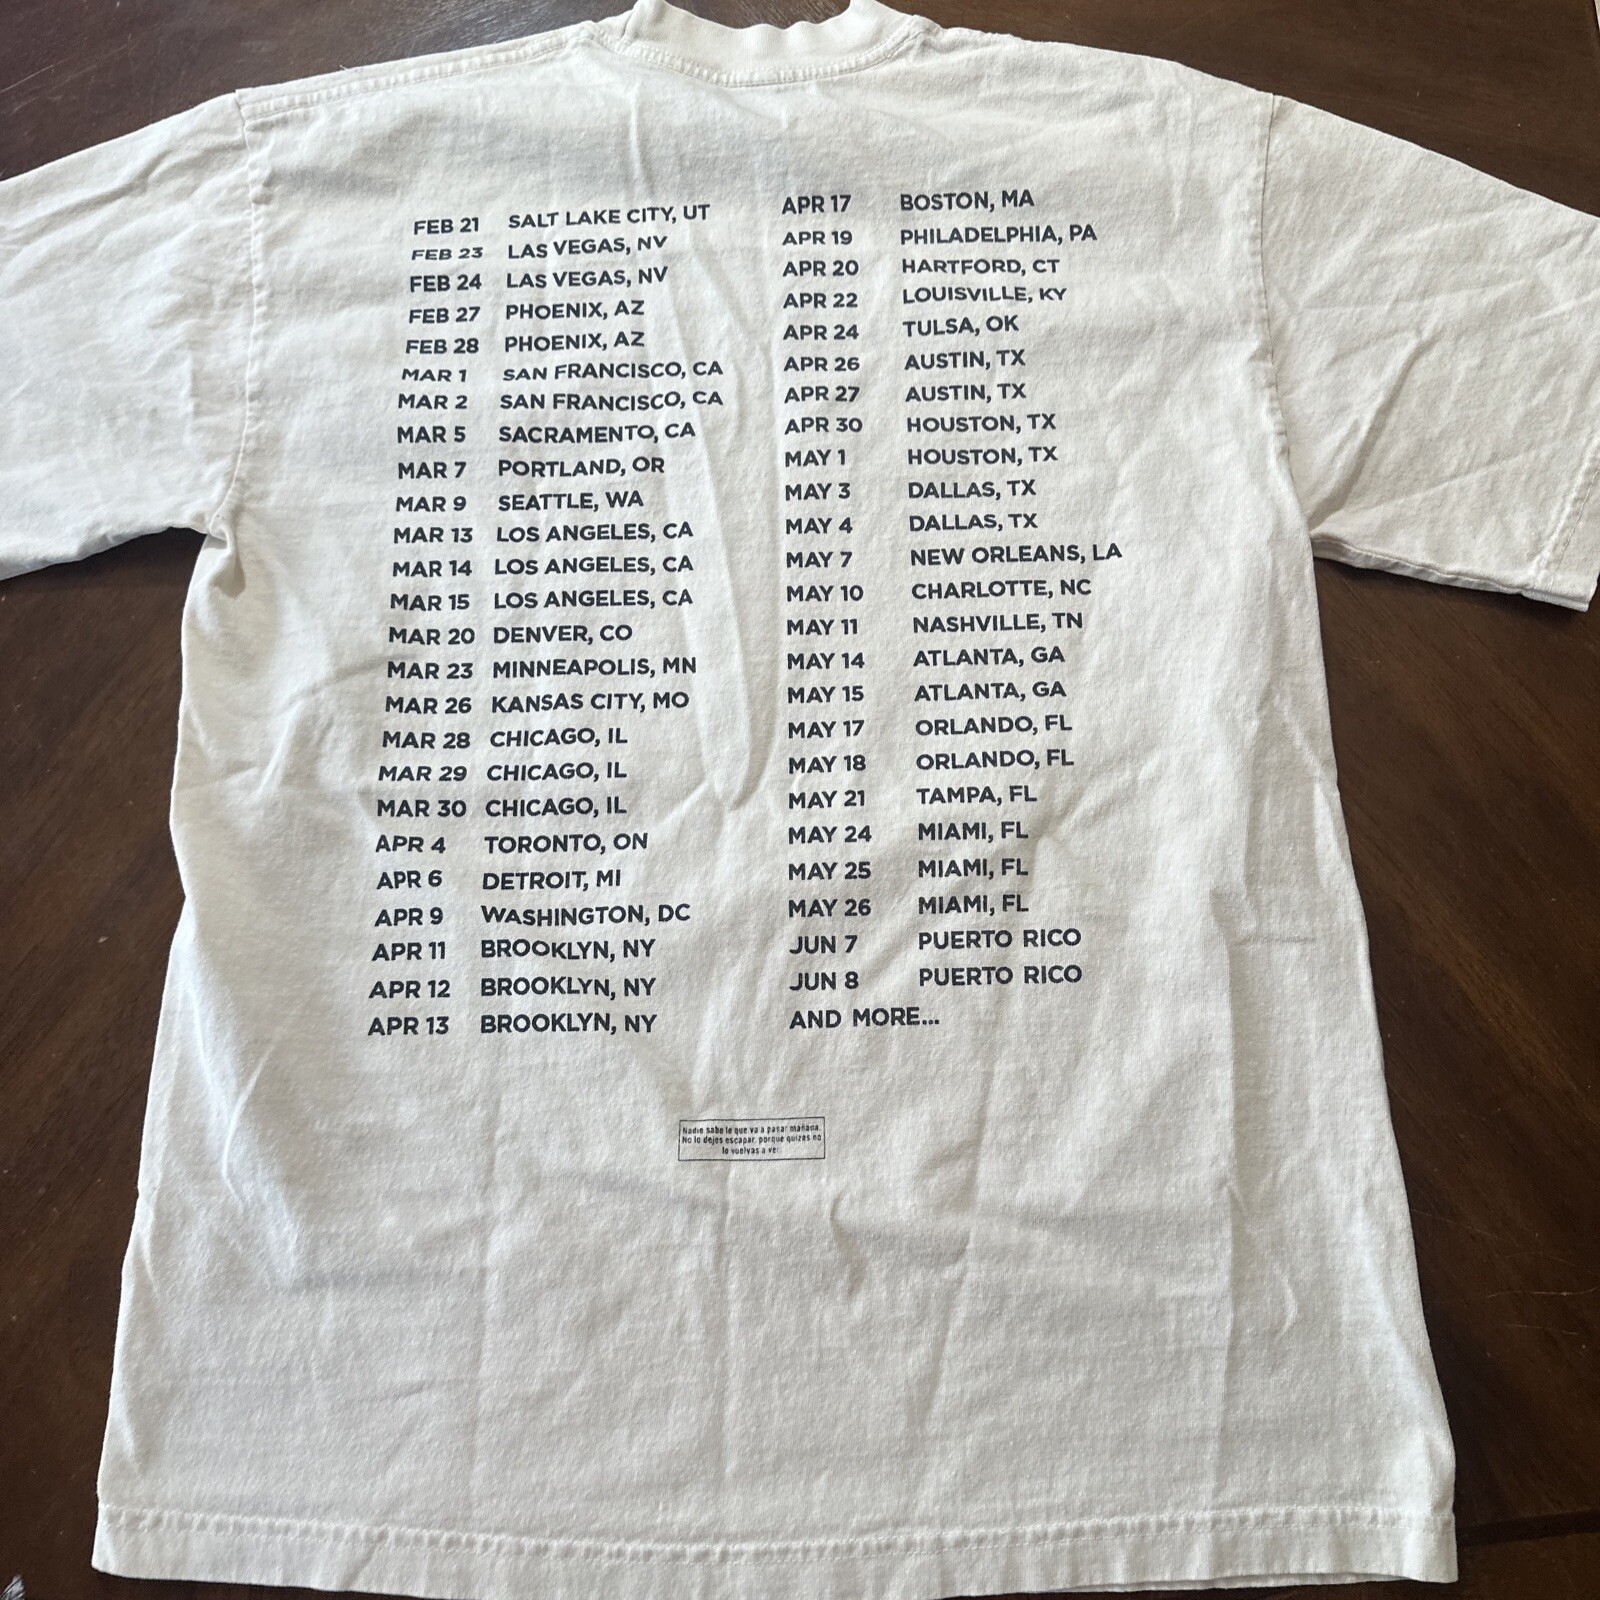 FEB 21 SALT LAKE CITY, UT
FEB 23 LAS VEGAS, NV
FEB 24 LAS VEGAS, NV
FEB 27 PHOENIX, AZ
FEB 28 PHOENIX, AZ
MAR 1 SAN FRANCISCO, CA
MAR 2 SAN FRANCISCO, CA
MAR 5 SACRAMENTO, CA
MAR 7 PORTLAND, OR
MAR 9 SEATTLE, WA
MAR 13 LOS ANGELES, CA
MAR 14 LOS ANGELES, CA
MAR 15 LOS ANGELES, CA
MAR 20 DENVER, CO
MAR 23 MINNEAPOLIS, MN
MAR 26 KANSAS CITY, MO
MAR 28 CHICAGO, IL
MAR 29 CHICAGO, IL
MAR 30 CHICAGO, IL
APR 4 TORONTO, ON
APR 6 DETROIT, MI
APR 9 WASHINGTON, DC
APR 11 BROOKLYN, NY
APR 12 BROOKLYN, NY
APR 13 BROOKLYN, NY
APR 17 BOSTON, MA
APR 19 PHILADELPHIA, PA
APR 20 HARTFORD, CT
APR 22 LOUISVILLE, KY
APR 24 TULSA, OK
APR 26 AUSTIN, TX
APR 27 AUSTIN, TX
APR 30 HOUSTON, TX
MAY 1 HOUSTON, TX
MAY 3 DALLAS, TX
MAY 4 DALLAS, TX
MAY 7 NEW ORLEANS, LA
MAY 10 CHARLOTTE, NC
MAY 11 NASHVILLE, TN
MAY 14 ATLANTA, GA
MAY 15 ATLANTA, GA
MAY 17 ORLANDO, FL
MAY 18 ORLANDO, FL
MAY 21 TAMPA, FL
MAY 24 MIAMI, FL
MAY 25 MIAMI, FL
MAY 26 MIAMI, FL
JUN 7 PUERTO RICO
JUN 8 PUERTO RICO
AND MORE...
Nadie sabe lo que va a pasar mañana.
No lo dejes escapar, porque quizás no
lo vuelvas a ver.